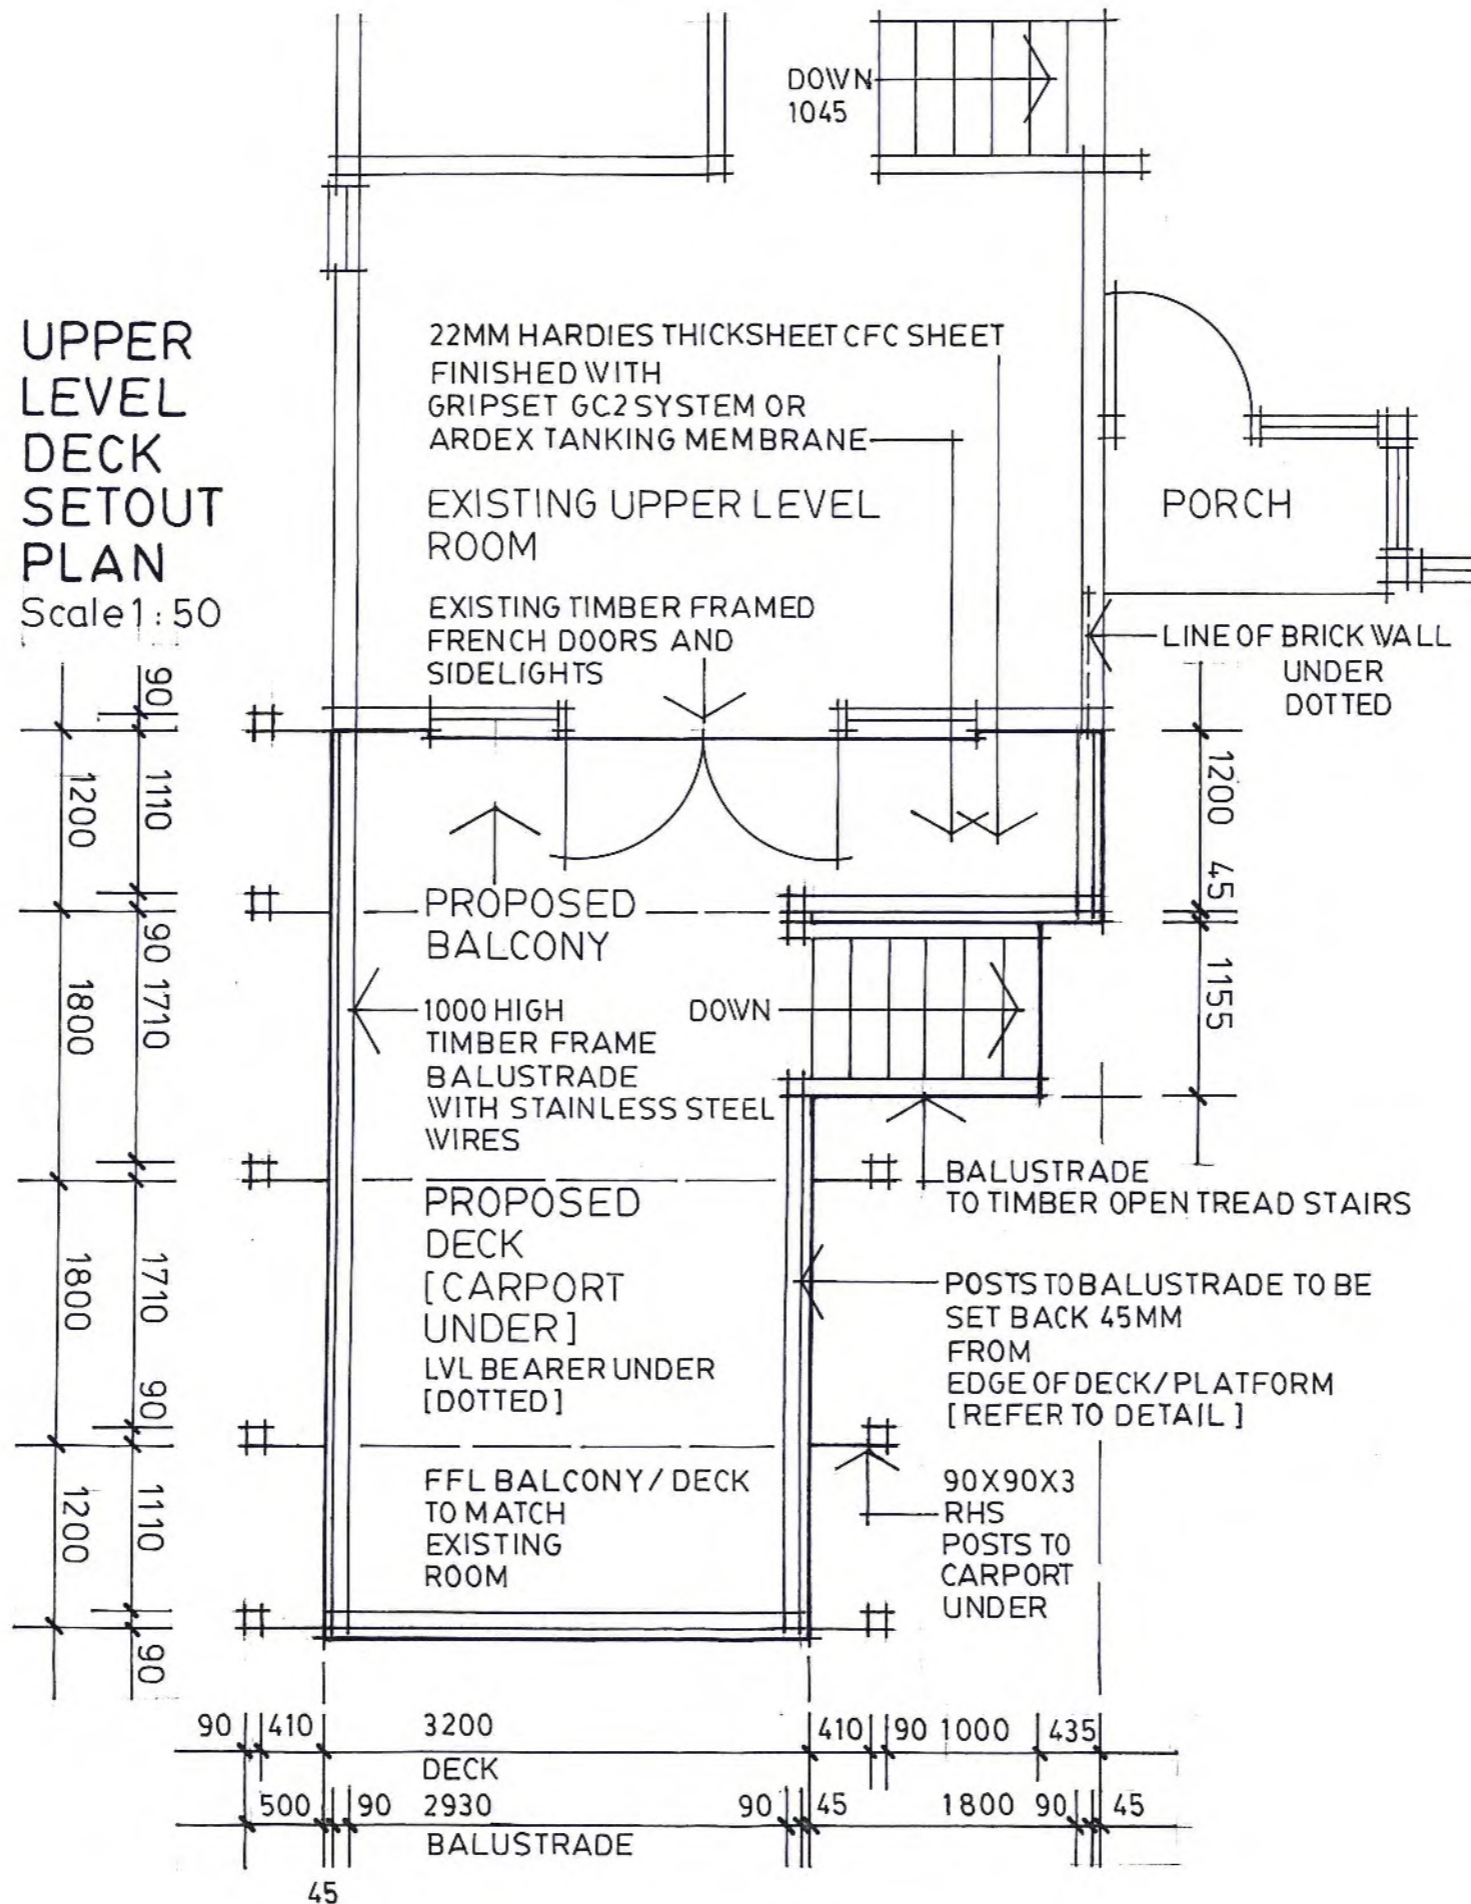 DOWN
1045
UPPER
LEVEL
DECK
SETOUT
PLAN
Scale 1:50
22MM HARDIES THICKSHEET CFC SHEET
FINISHED WITH
GRIPSET GC2 SYSTEM OR
ARDEX TANKING MEMBRANE
EXISTING UPPER LEVEL
ROOM
PORCH
EXISTING TIMBER FRAMED
FRENCH DOORS AND
SIDELIGHTS
LINE OF BRICK WALL
UNDER
DOTTED
90
1110
90
1710
1710
90
1110
90
1200
1800
1800
1200
1200
45
1155
PROPOSED
BALCONY
1000 HIGH
TIMBER FRAME
BALUSTRADE
WITH STAINLESS STEEL
WIRES
DOWN
BALUSTRADE
TO TIMBER OPEN TREAD STAIRS
PROPOSED
DECK
[CARPORT
UNDER]
LVL BEARER UNDER
[DOTTED]
POSTS TO BALUSTRADE TO BE
SET BACK 45MM
FROM
EDGE OF DECK/PLATFORM
[REFER TO DETAIL]
FFL BALCONY/DECK
TO MATCH
EXISTING
ROOM
90X90X3
RHS
POSTS TO
CARPORT
UNDER
90 410 3200 410 90 1000 435
DECK
500 90 2930 90 45 1800 90 45
BALUSTRADE
45